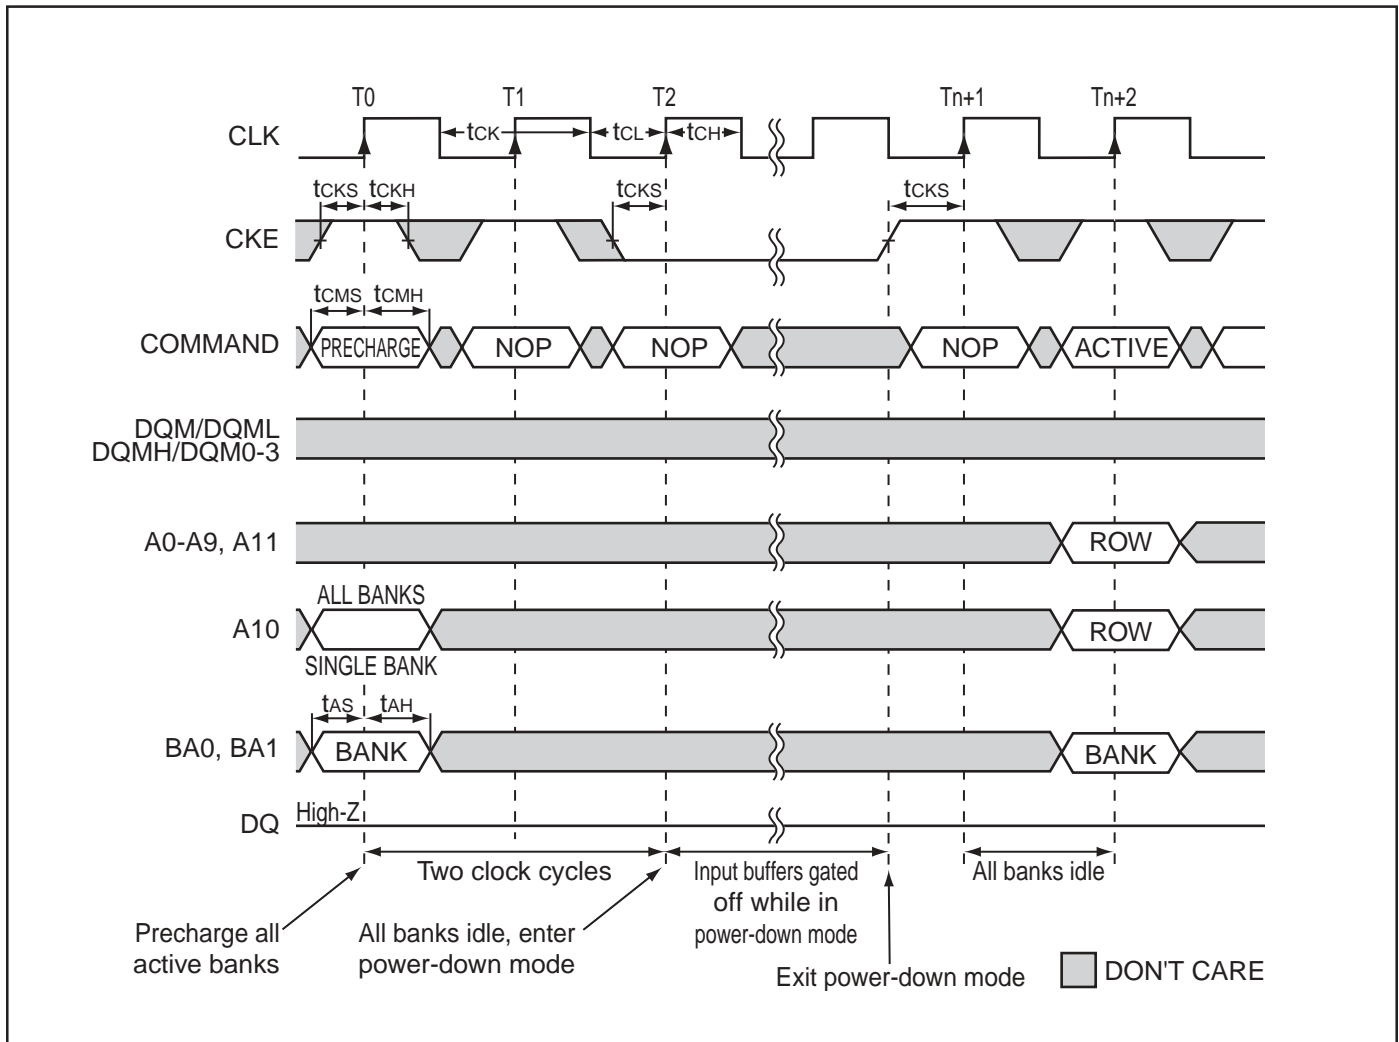 T0 T1 T2 Tn+1 Tn+2
CLK tCK tCL tCH
tCKS tCKH tCKS tCKS
CKE
tCMS tCMH
COMMAND PRECHARGE NOP NOP NOP ACTIVE
DQM/DQML
DQMH/DQM0-3
A0-A9, A11 ROW
ALL BANKS
A10 ROW
SINGLE BANK
tAS tAH
BA0, BA1 BANK BANK
DQ High-Z
Two clock cycles
Input buffers gated
off while in
power-down mode
All banks idle
Precharge all
active banks
All banks idle, enter
power-down mode
Exit power-down mode
DON'T CARE